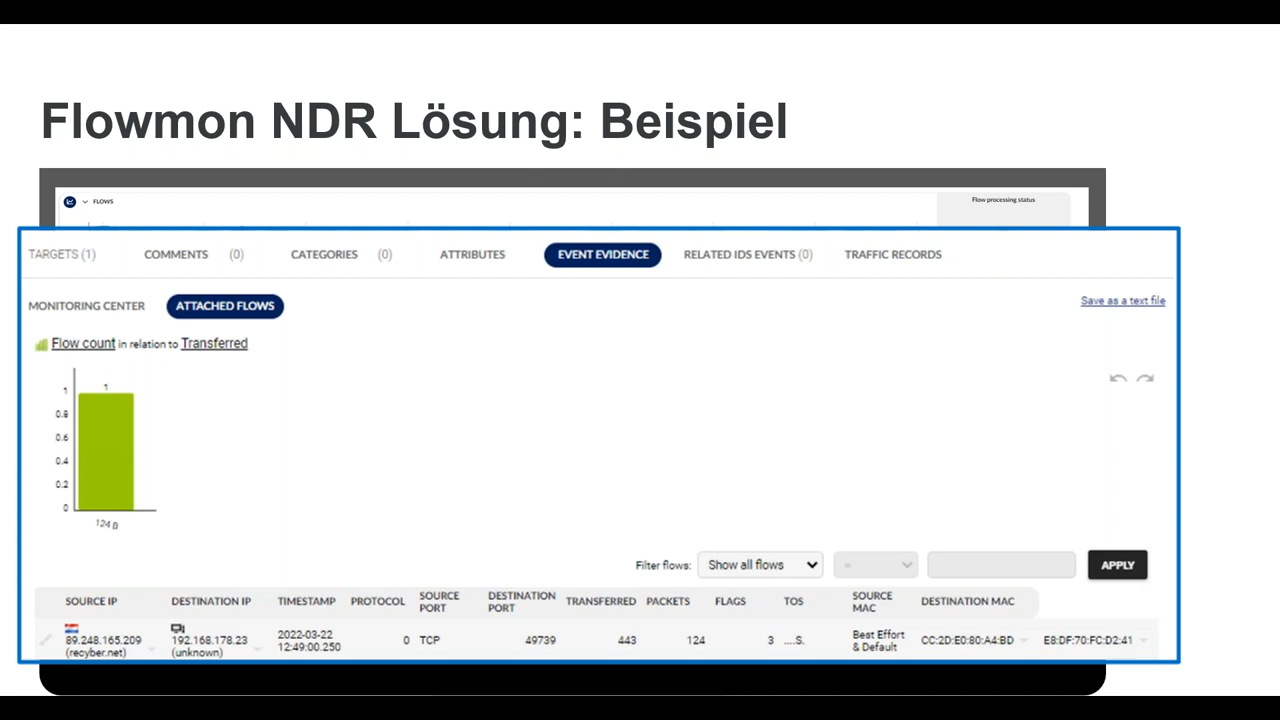 Flowmon NDR Lösung: Beispiel
FLOWS
Flow processing status
TARGETS (1) COMMENTS (0) CATEGORIES (0) ATTRIBUTES EVENT EVIDENCE RELATED IDS EVENTS (0) TRAFFIC RECORDS
MONITORING CENTER ATTACHED FLOWS
Save as a text file
Flow count in relation to Transferred
1
1
0.8
0.6
0.4
0.2
0
124 B
Filter flows: Show all flows = APPLY
SOURCE IP DESTINATION IP TIMESTAMP PROTOCOL SOURCE PORT DESTINATION PORT TRANSFERRED PACKETS FLAGS TOS SOURCE MAC DESTINATION MAC
89.248.165.209 192.168.178.23 2022-03-22 0 TCP 49739 443 124 3 ....S. Best Effort CC:2D:E0:80:A4:BD E8:DF:70:FC:D2:41
(recyber.net) (unknown) 12:49:00.250 & Default